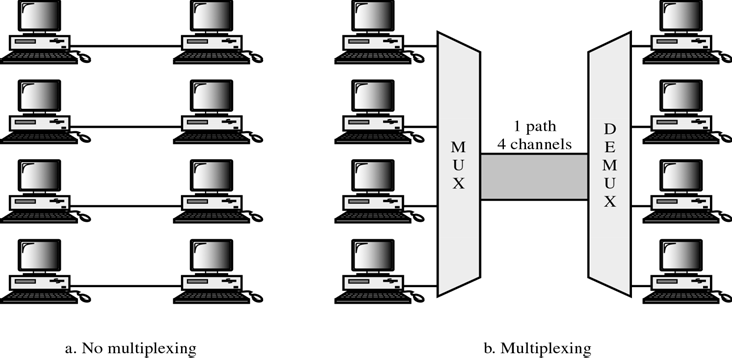 1 path
4 channels
M
U
X
D
E
M
U
X
a. No multiplexing
b. Multiplexing